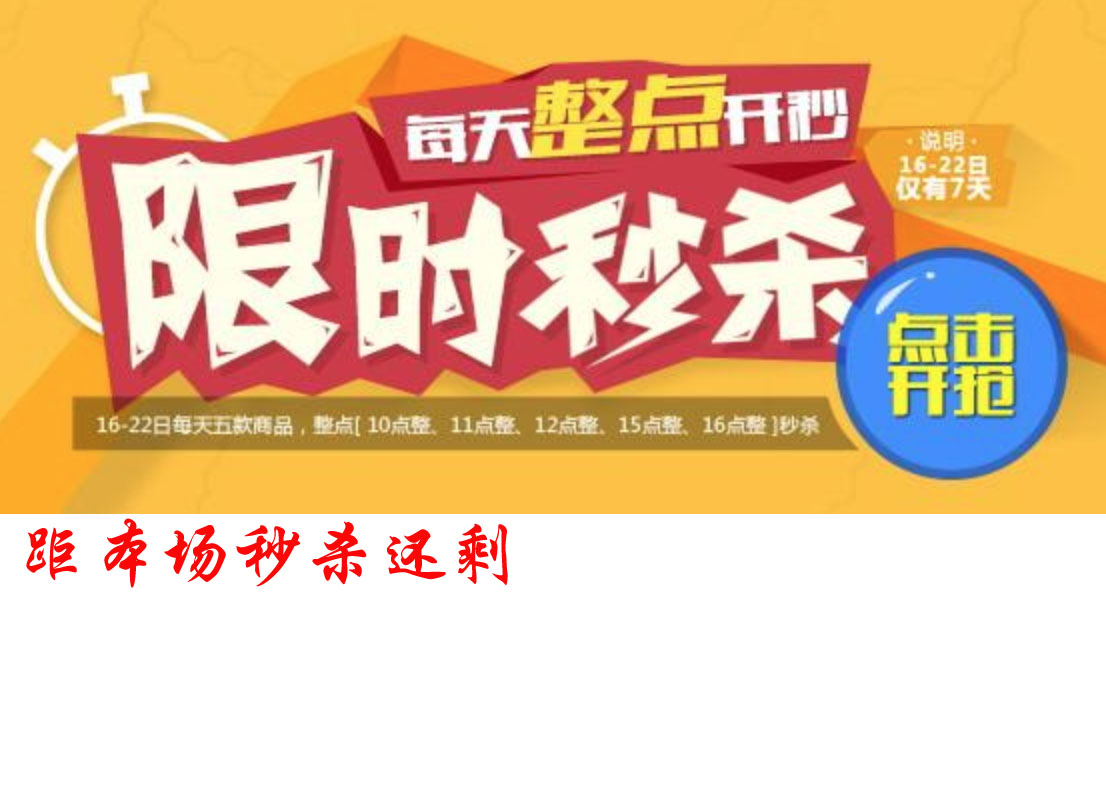 每天整点开秒
限时秒杀
·说明·
16-22日
仅有7天
点击
开抢
16-22日每天五款商品，整点[ 10点整、11点整、12点整、15点整、16点整 ]秒杀
距本场秒杀还剩